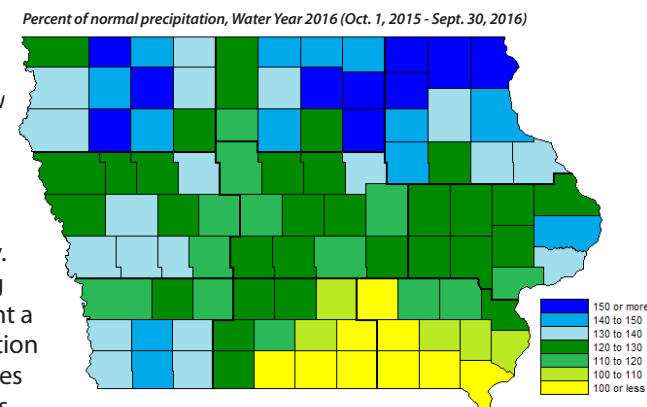 Percent of normal precipitation, Water Year 2016 (Oct. 1, 2015 - Sept. 30, 2016)
150 or more
140 to 150
130 to 140
120 to 130
110 to 120
100 to 110
100 or less